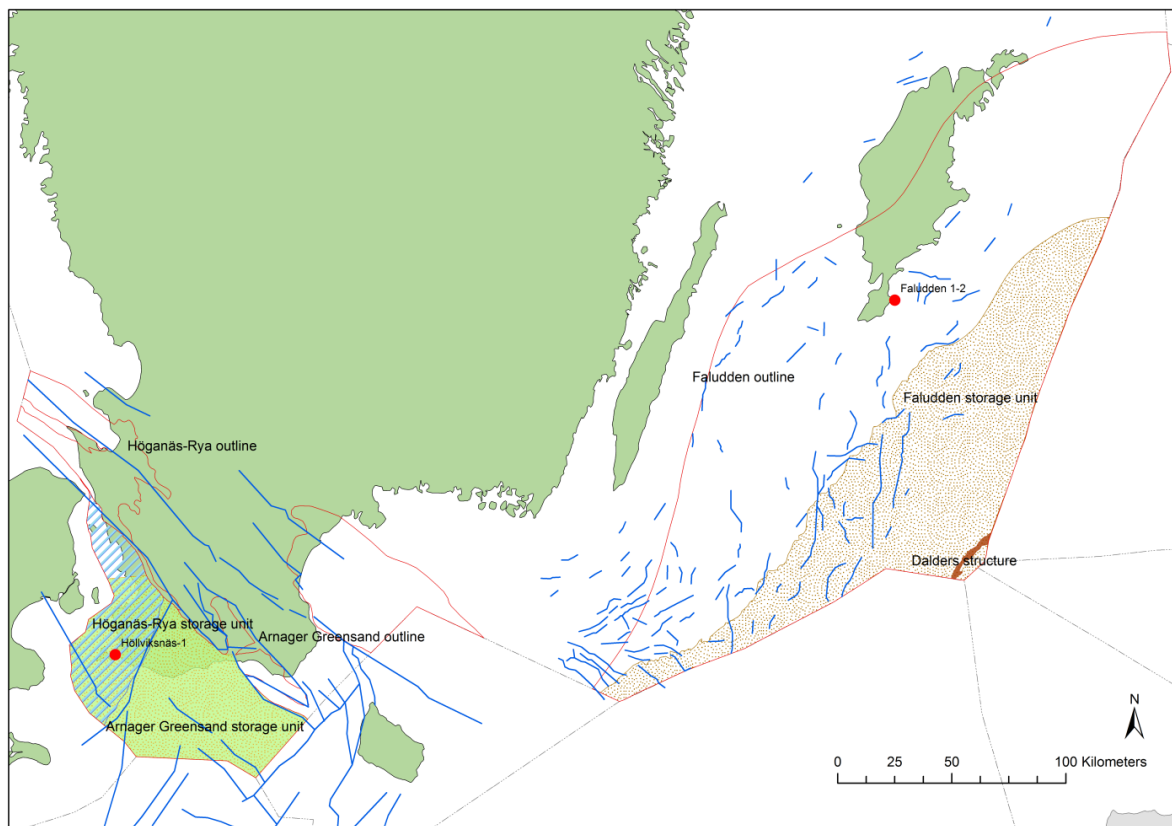 Faludden 1-2
Faludden outline
Faludden storage unit
Höganäs-Rya outline
Dalders structure
Höganäs-Rya storage unit
Arnager Greensand outline
Höllviksnäs-1
Arnager Greensand storage unit
N
0 25 50 100 Kilometers